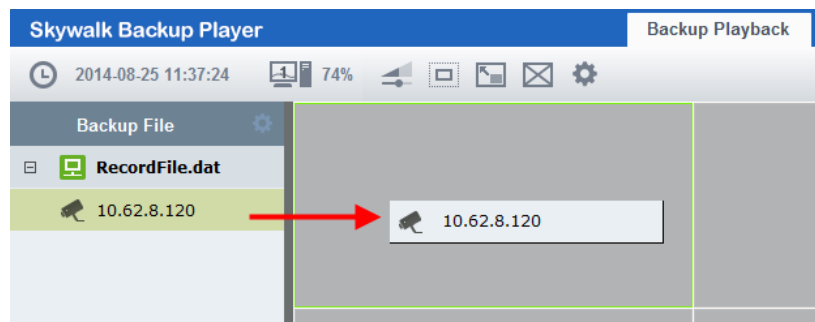 Skywalk Backup Player
Backup Playback
2014-08-25 11:37:24 1 74%
Backup File
RecordFile.dat
10.62.8.120
10.62.8.120